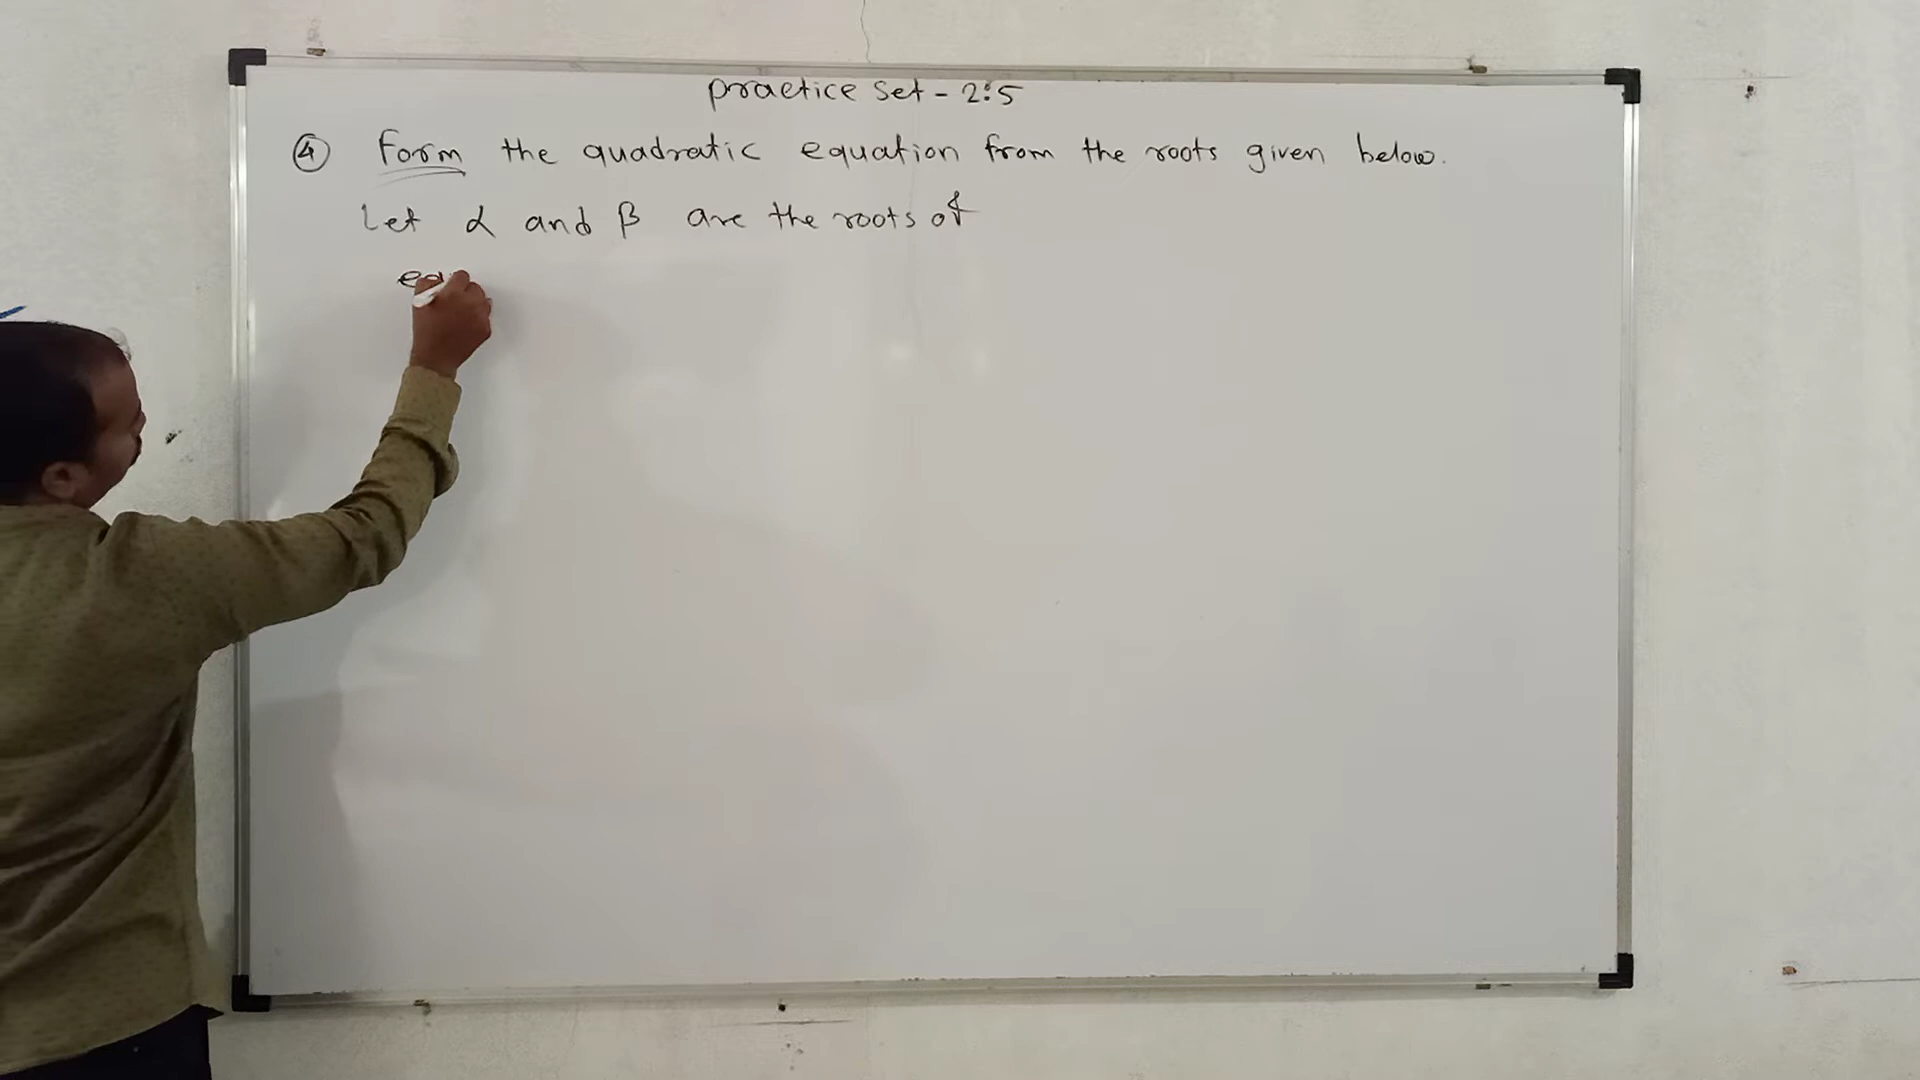 practice set - 2:5
④ Form the quadratic equation from the roots given below.
Let α and β are the roots of